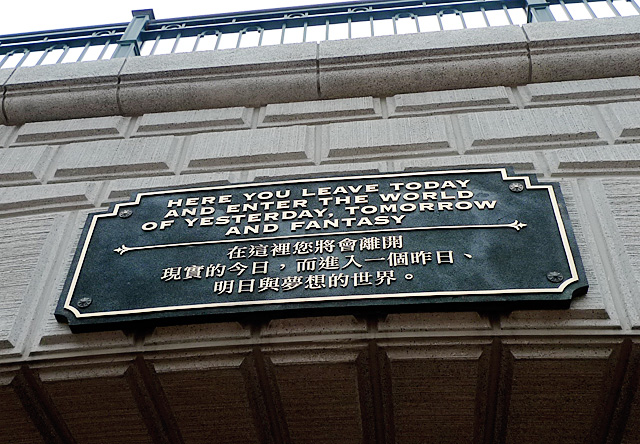 HERE YOU LEAVE TODAY
AND ENTER THE WORLD
OF YESTERDAY, TOMORROW
AND FANTASY
在這裡您將會離開
現實的今日，而進入一個昨日、
明日與夢想的世界。